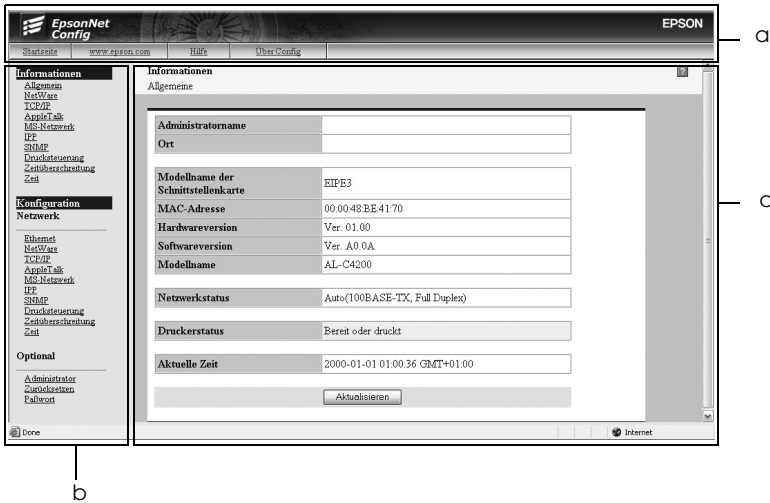 EpsonNet
Config
EPSON
Startseite www.epson.com Hilfe Über Config
a
Informationen
Allgemein
NetWare
TCP/IP
AppleTalk
MS-Netzwerk
IPP
SNMP
Drucksteuerung
Zeitüberschreitung
Zeit
Konfiguration
Netzwerk
Ethernet
NetWare
TCP/IP
AppleTalk
MS-Netzwerk
IPP
SNMP
Drucksteuerung
Zeitüberschreitung
Zeit
Optional
Administrator
Zurücksetzen
Paßwort
Informationen ?
Allgemeine
Administratorname
Ort
Modellname der
Schnittstellenkarte EIPE3
MAC-Adresse 00:00:48:BE:41:70
Hardwareversion Ver. 01.00
Softwareversion Ver. A0.0A
Modellname AL-C4200
Netzwerkstatus Auto(100BASE-TX, Full Duplex)
Druckerstatus Bereit oder druckt
Aktuelle Zeit 2000-01-01 01:00:36 GMT+01:00
Aktualisieren
Done Internet
b